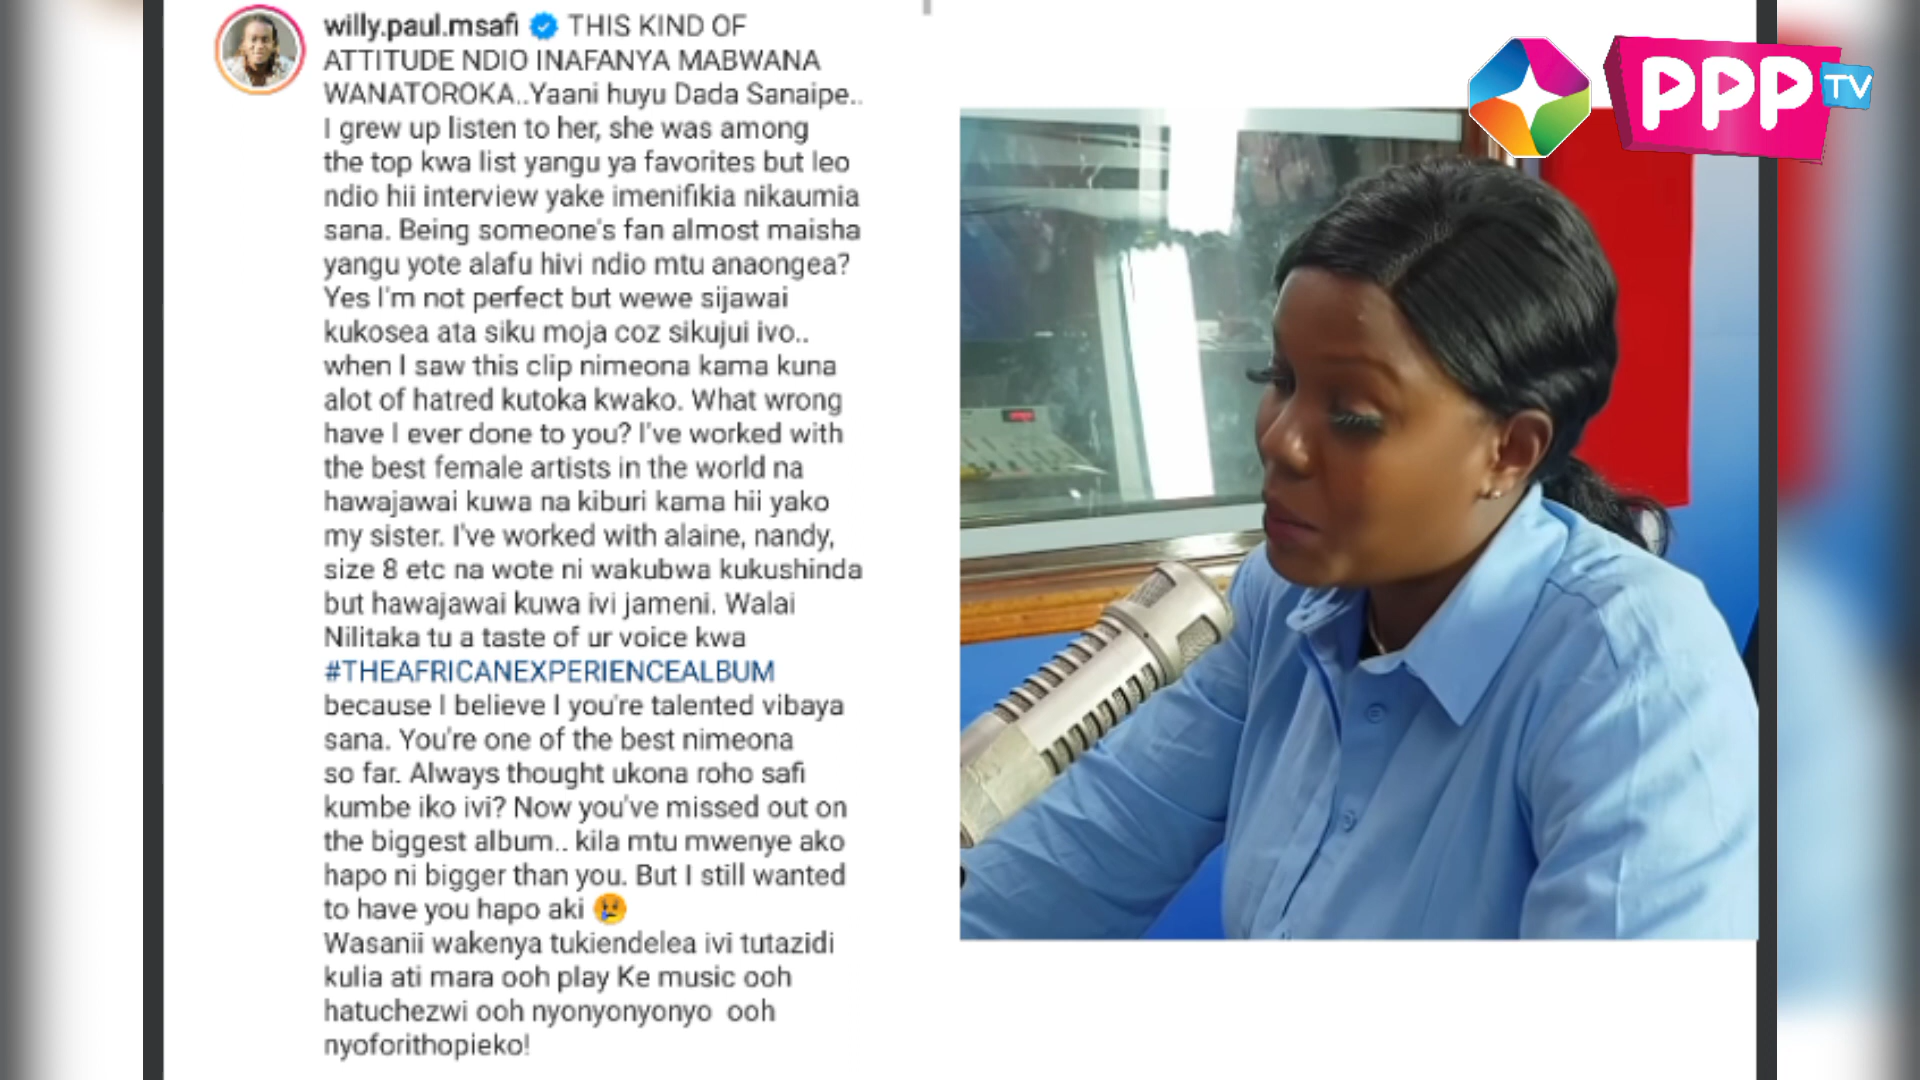 willy.paul.msafi THIS KIND OF
ATTITUDE NDIO INAFANYA MABWANA
WANATOROKA..Yaani huyu Dada Sanaipe..
I grew up listen to her, she was among
the top kwa list yangu ya favorites but leo
ndio hii interview yake imenifikia nikaumia
sana. Being someone's fan almost maisha
yangu yote alafu hivi ndio mtu anaongea?
Yes I'm not perfect but wewe sijawai
kukosea ata siku moja coz sikujui ivo..
when I saw this clip nimeona kama kuna
alot of hatred kutoka kwako. What wrong
have I ever done to you? I've worked with
the best female artists in the world na
hawajawai kuwa na kiburi kama hii yako
my sister. I've worked with alaine, nandy,
size 8 etc na wote ni wakubwa kukushinda
but hawajawai kuwa ivi jameni. Walai
Nilitaka tu a taste of ur voice kwa
#THEAFRICANEXPERIENCEALBUM
because I believe I you're talented vibaya
sana. You're one of the best nimeona
so far. Always thought ukona roho safi
kumbe iko ivi? Now you've missed out on
the biggest album.. kila mtu mwenye ako
hapo ni bigger than you. But I still wanted
to have you hapo aki 😢
Wasanii wakenya tukiendelea ivi tutazidi
kulia ati mara ooh play Ke music ooh
hatuchezwi ooh nyonyonyonyo ooh
nyoforithopieko!
PPP TV